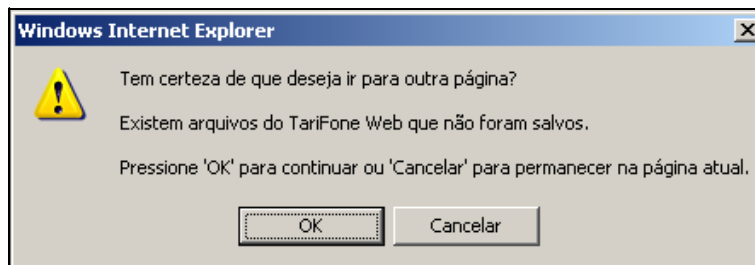 Windows Internet Explorer
Tem certeza de que deseja ir para outra página?
Existem arquivos do TariFone Web que não foram salvos.
Pressione 'OK' para continuar ou 'Cancelar' para permanecer na página atual.
OK
Cancelar